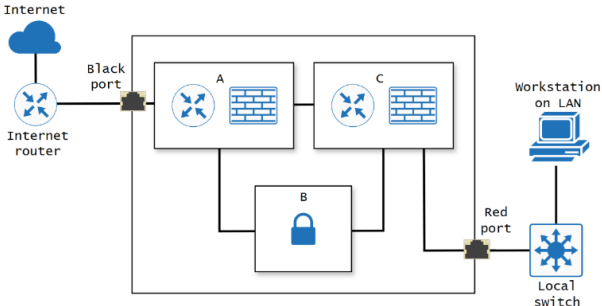 Internet
Black
port
A
C
Workstation
on LAN
Internet
router
B
Red
port
Local
switch